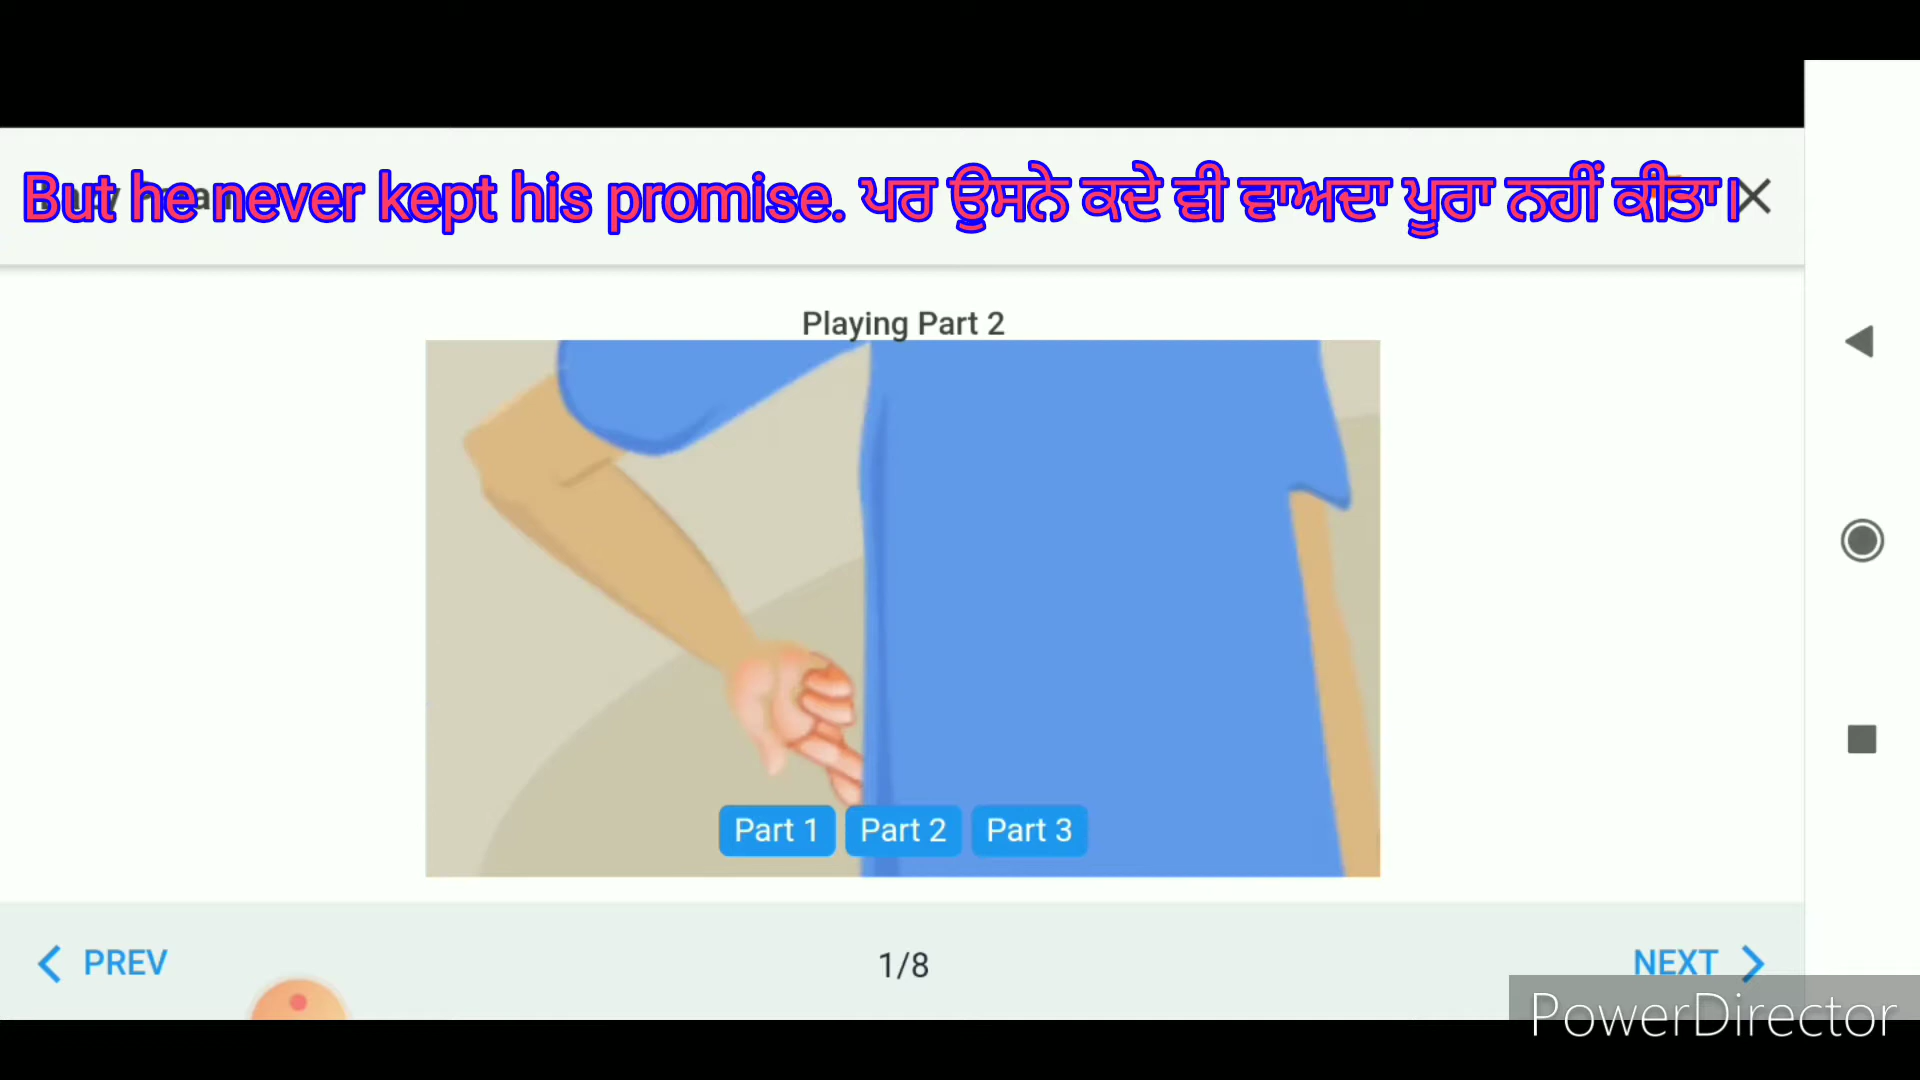 But he never kept his promise. ਪਰ ਉਸਨੇ ਕਦੇ ਵੀ ਵਾਅਦਾ ਪੂਰਾ ਨਹੀਂ ਕੀਤਾ।
Playing Part 2
Part 1 Part 2 Part 3
PREV 1/8 NEXT
PowerDirector